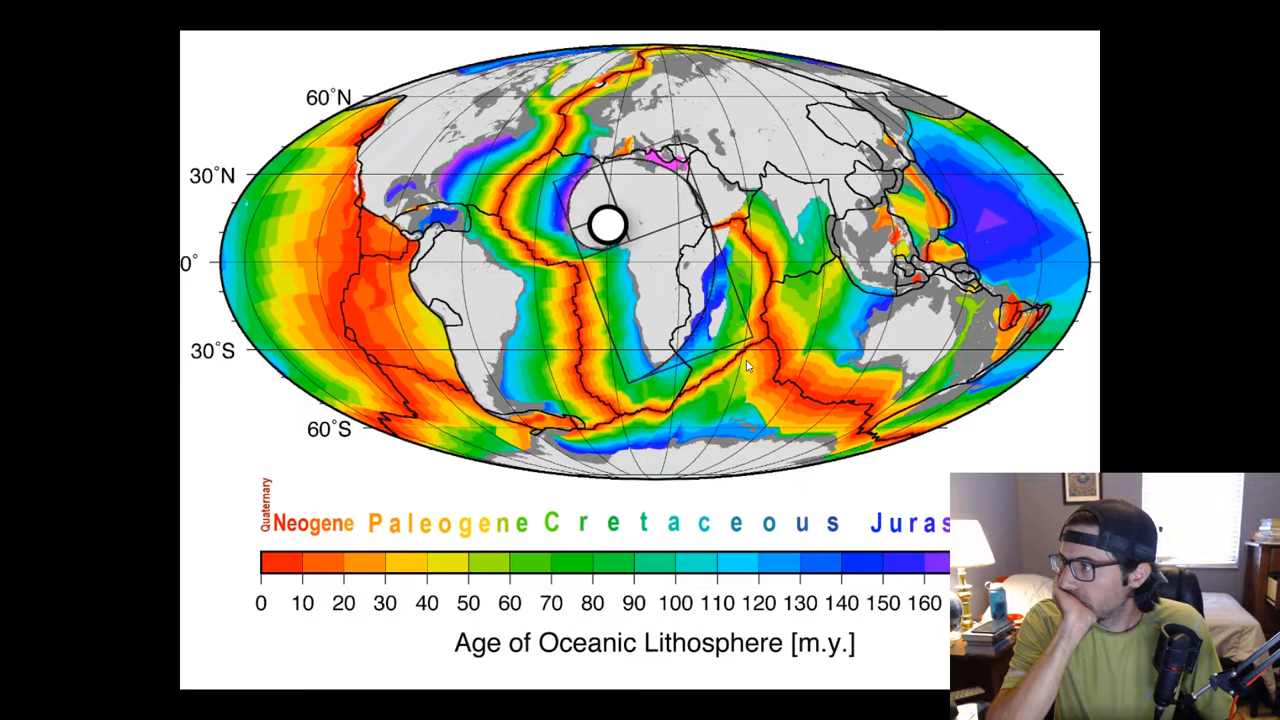 60°N
30°N
0°
30°S
60°S
Quaternary
Neogene Paleogene Cretaceous Juras
0 10 20 30 40 50 60 70 80 90 100 110 120 130 140 150 160
Age of Oceanic Lithosphere [m.y.]